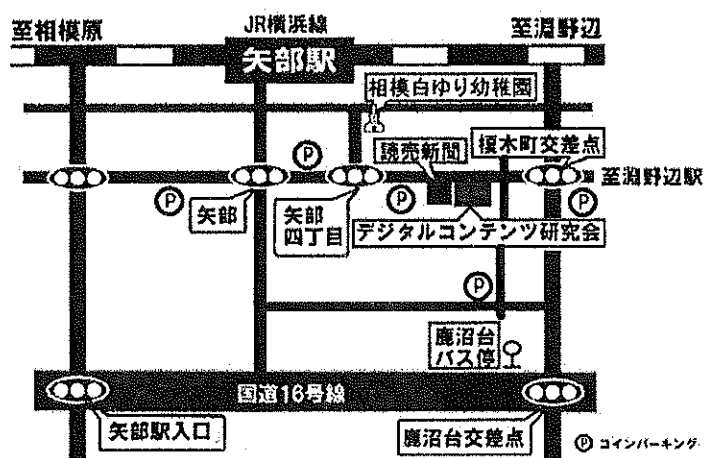 JR横浜線
至相模原
至淵野辺
矢部駅
相模白ゆり幼稚園
P
読売新聞
榎木町交差点
至淵野辺駅
P
P
P
矢部
矢部
四丁目
デジタルコンテンツ研究会
P
鹿沼台
バス停
国道16号線
矢部駅入口
鹿沼台交差点
P コインパーキング